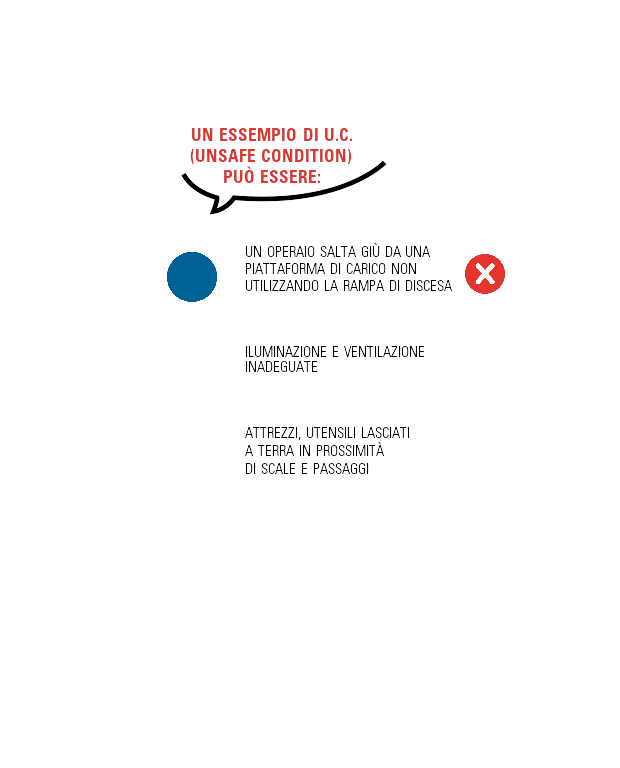 UN ESSEMPIO DI U.C.
(UNSAFE CONDITION)
PUÒ ESSERE:
UN OPERAIO SALTA GIÙ DA UNA
PIATTAFORMA DI CARICO NON
UTILIZZANDO LA RAMPA DI DISCESA
ILUMINAZIONE E VENTILAZIONE
INADEGUATE
ATTREZZI, UTENSILI LASCIATI
A TERRA IN PROSSIMITÀ
DI SCALE E PASSAGGI